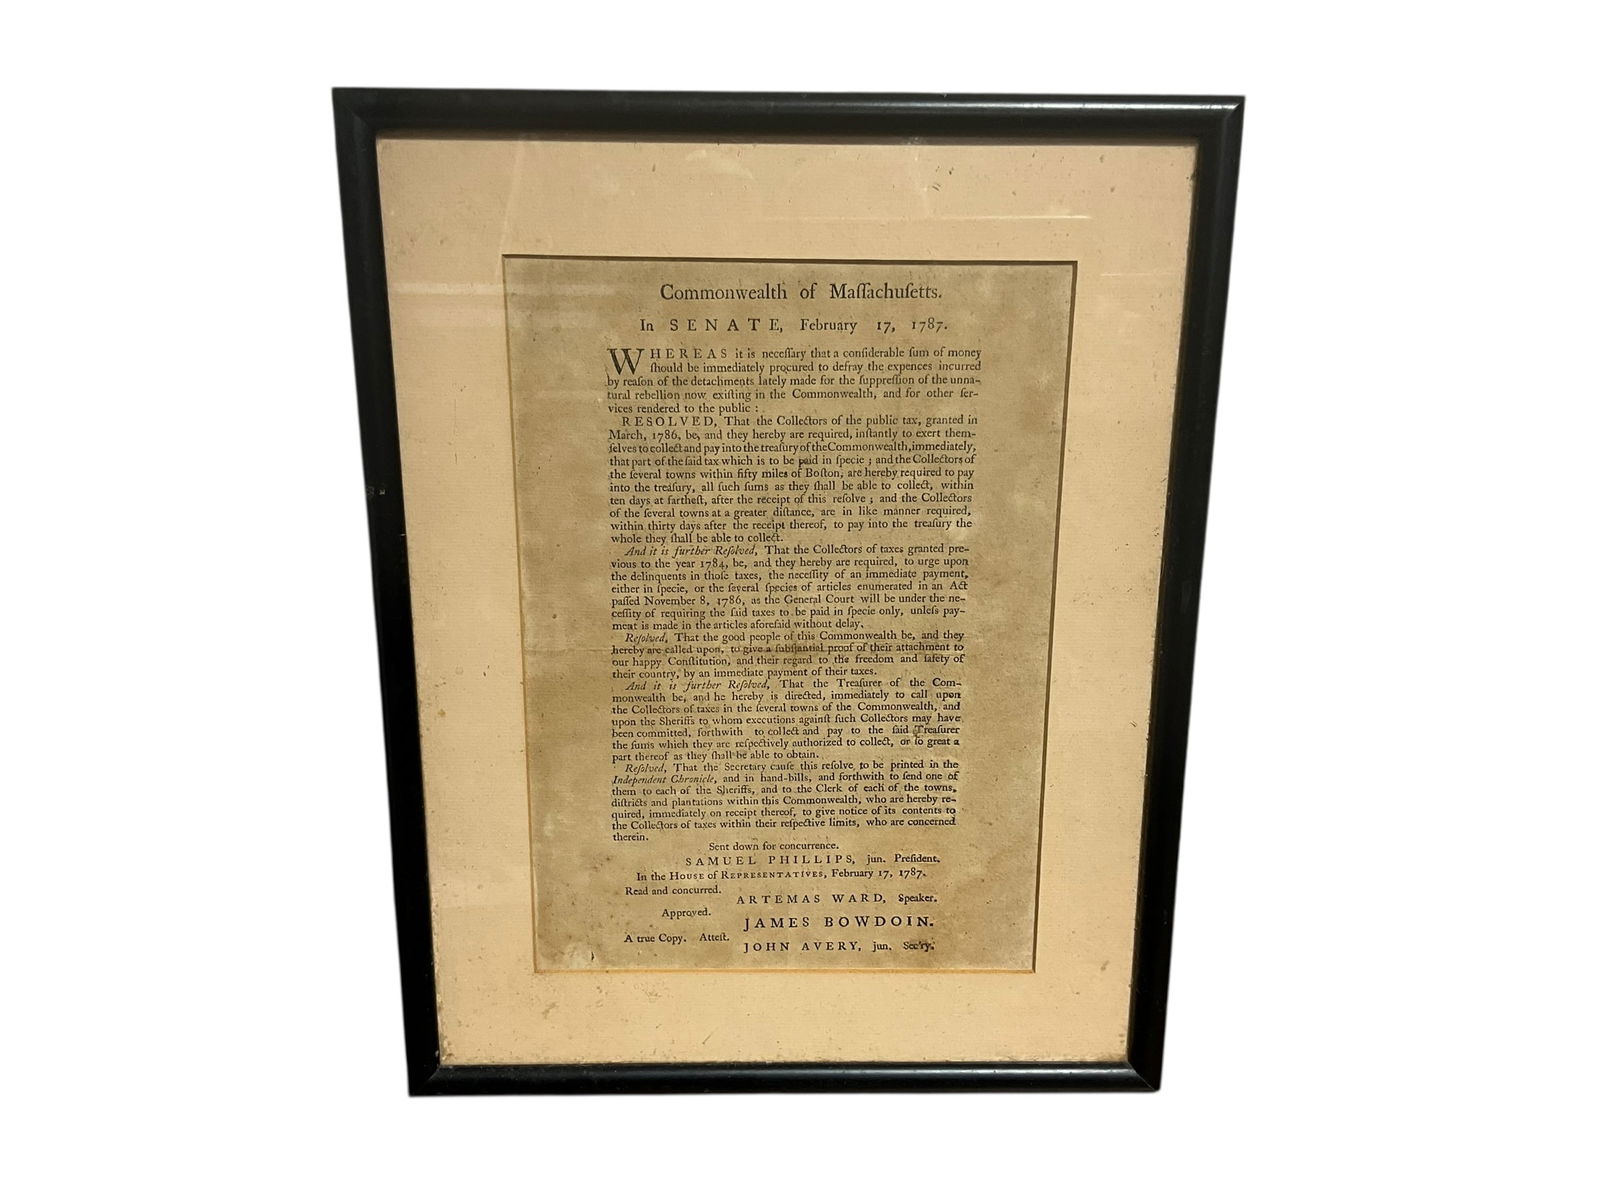 Commonwealth of Maſſachuſetts.
In SENATE, February 17, 1787.
WHEREAS it is neceſſary that a conſiderable ſum of money
ſhould be immediately procured to defray the expences incurred
by reaſon of the detachments lately made for the ſuppreſſion of the unna-
tural rebellion now exiſting in the Commonwealth, and for other ſer-
vices rendered to the public :
RESOLVED, That the Collectors of the public tax, granted in
March, 1786, be, and they hereby are required, inſtantly to exert them-
ſelves to collect and pay into the treaſury of the Commonwealth, immediately,
that part of the ſaid tax which is to be paid in ſpecie ; and the Collectors of
the ſeveral towns within fifty miles of Boſton, are hereby required to pay
into the treaſury, all ſuch ſums as they ſhall be able to collect, within
ten days at fartheſt, after the receipt of this reſolve ; and the Collectors
of the ſeveral towns at a greater diſtance, are in like manner required,
within thirty days after the receipt thereof, to pay into the treaſury the
whole they ſhall be able to collect.
And it is further Reſolved, That the Collectors of taxes granted pre-
vious to the year 1784, be, and they hereby are required, to urge upon
the delinquents in thoſe taxes, the neceſſity of an immediate payment,
either in ſpecie, or the ſeveral ſpecies of articles enumerated in an Act
paſſed November 8, 1786, as the General Court will be under the ne-
ceſſity of requiring the ſaid taxes to be paid in ſpecie only, unleſs pay-
ment is made in the articles aforeſaid without delay.
Reſolved, That the good people of this Commonwealth be, and they
hereby are called upon, to give a ſubſtantial proof of their attachment to
our happy Conſtitution, and their regard to the freedom and ſafety of
their country, by an immediate payment of their taxes.
And it is further Reſolved, That the Treaſurer of the Com-
monwealth be, and he hereby is directed, immediately to call upon
the Collectors of taxes in the ſeveral towns of the Commonwealth, and
upon the Sheriffs to whom executions againſt ſuch Collectors may have
been committed, forthwith to collect and pay to the ſaid Treaſurer
the ſums which they are reſpectively authorized to collect, or ſo great a
part thereof as they ſhall be able to obtain.
Reſolved, That the Secretary cauſe this reſolve to be printed in the
Independent Chronicle, and in hand-bills, and forthwith to ſend one of
them to each of the Sheriffs, and to the Clerk of each of the towns,
diſtricts and plantations within this Commonwealth, who are hereby re-
quired, immediately on receipt thereof, to give notice of its contents to
the Collectors of taxes within their reſpective limits, who are concerned
therein.
Sent down for concurrence.
SAMUEL PHILLIPS, jun. Preſident.
In the HOUSE of REPRESENTATIVES, February 17, 1787.
Read and concurred.
ARTEMAS WARD, Speaker.
Approved.
JAMES BOWDOIN.
A true Copy. Atteſt.
JOHN AVERY, jun. Sec'ry.